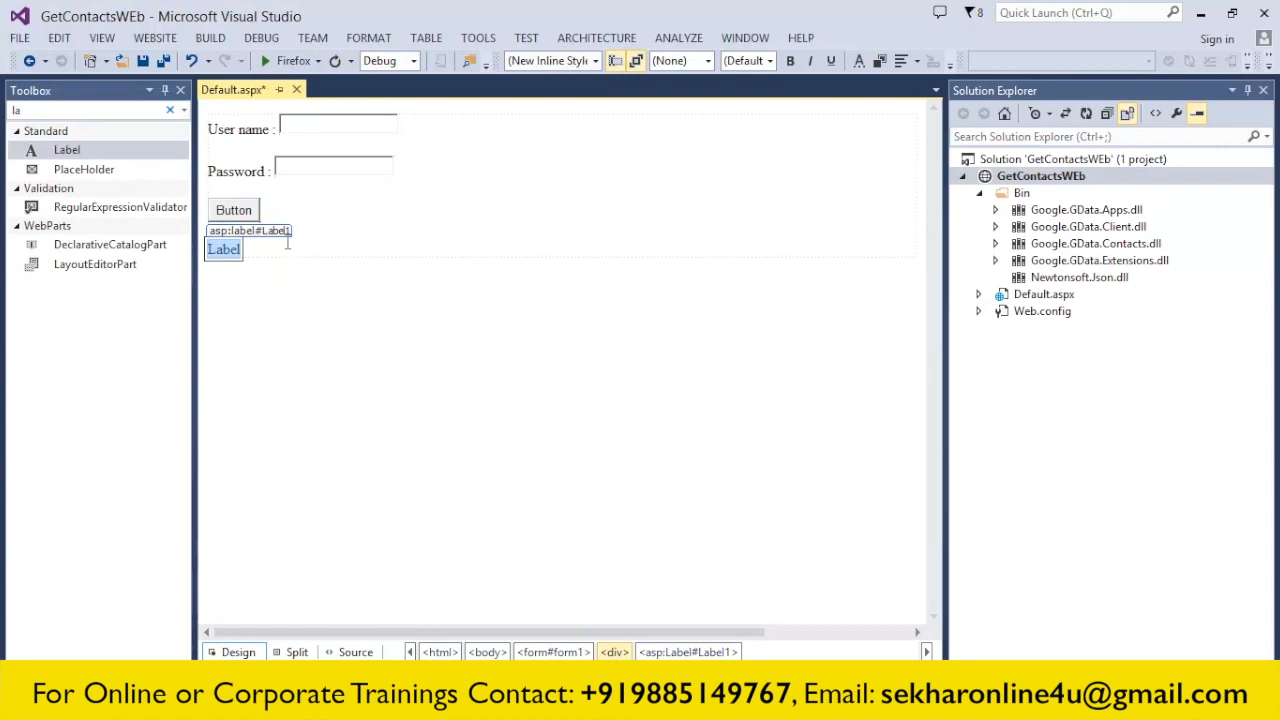 GetContactsWEb - Microsoft Visual Studio
8
Quick Launch (Ctrl+Q)
FILE EDIT VIEW WEBSITE BUILD DEBUG TEAM FORMAT TABLE TOOLS TEST ARCHITECTURE ANALYZE WINDOW HELP
Sign in
Firefox Debug (New Inline Style (None) (Default B I U A
Toolbox
Default.aspx*
Solution Explorer
la
Standard
Label
PlaceHolder
Validation
RegularExpressionValidator
WebParts
DeclarativeCatalogPart
LayoutEditorPart
User name :
Password :
Button
asp:label#Label1
Label
Search Solution Explorer (Ctrl+;)
Solution 'GetContactsWEb' (1 project)
GetContactsWEb
Bin
Google.GData.Apps.dll
Google.GData.Client.dll
Google.GData.Contacts.dll
Google.GData.Extensions.dll
Newtonsoft.Json.dll
Default.aspx
Web.config
Design Split Source <html> <body> <form#form1> <div> <asp:Label#Label1>
For Online or Corporate Trainings Contact: +919885149767, Email: sekharonline4u@gmail.com